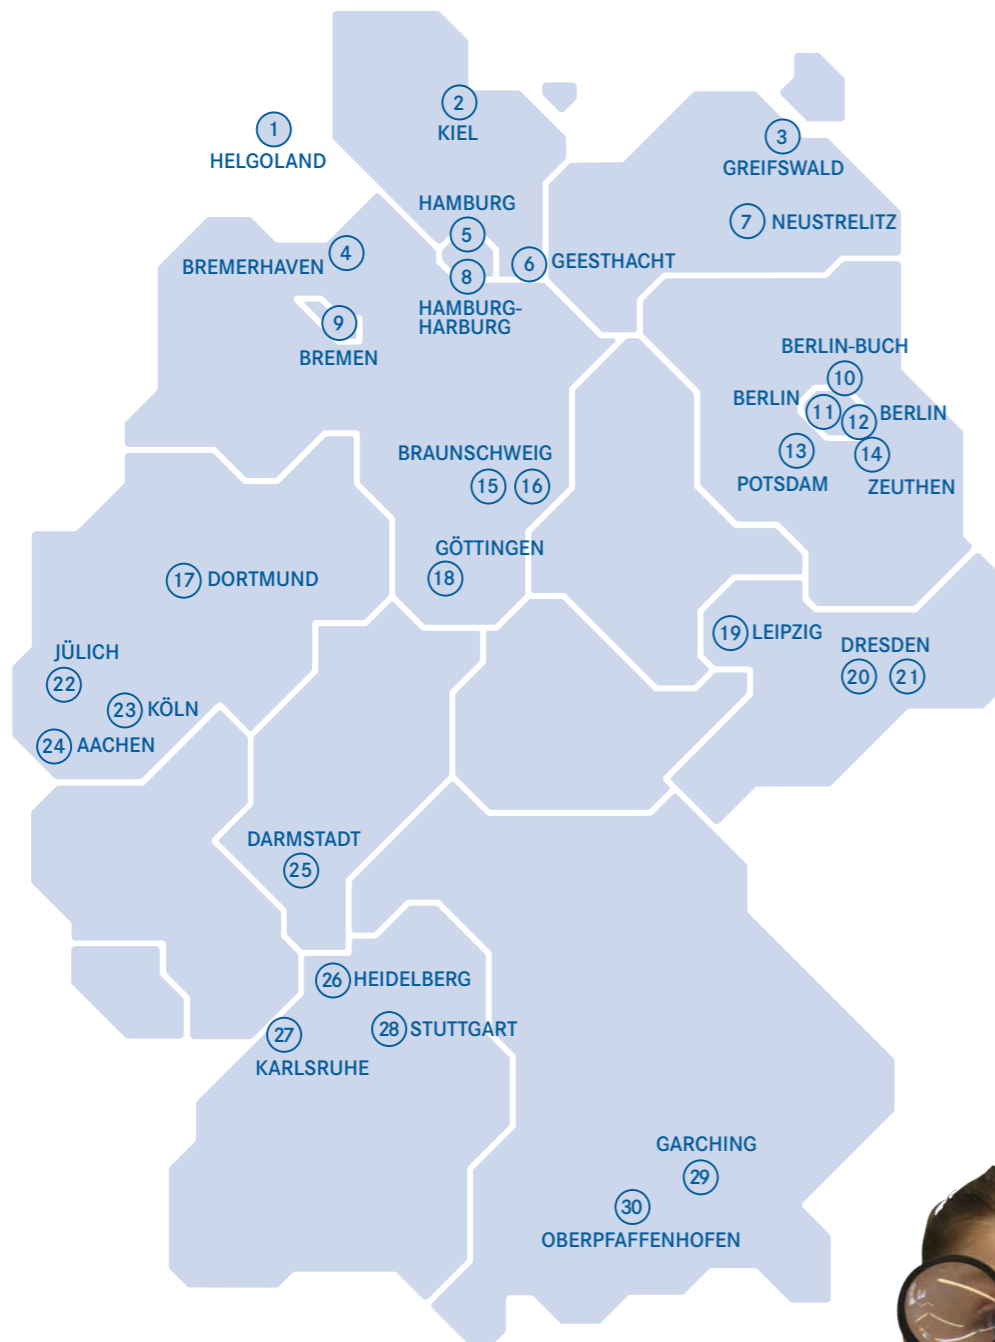 2
KIEL
1
HELGOLAND
3
GREIFSWALD
HAMBURG
5
7 NEUSTRELITZ
BREMERHAVEN 4
6 GEESTHACHT
8
HAMBURG-
HARBURG
9
BREMEN
BERLIN-BUCH
10
BERLIN 11
12 BERLIN
13
POTSDAM
14
ZEUTHEN
BRAUNSCHWEIG
15 16
GÖTTINGEN
18
17 DORTMUND
19 LEIPZIG
DRESDEN
20 21
JÜLICH
22
23 KÖLN
24 AACHEN
DARMSTADT
25
26 HEIDELBERG
27
KARLSRUHE
28 STUTTGART
GARCHING
29
30
OBERPFAFFENHOFEN